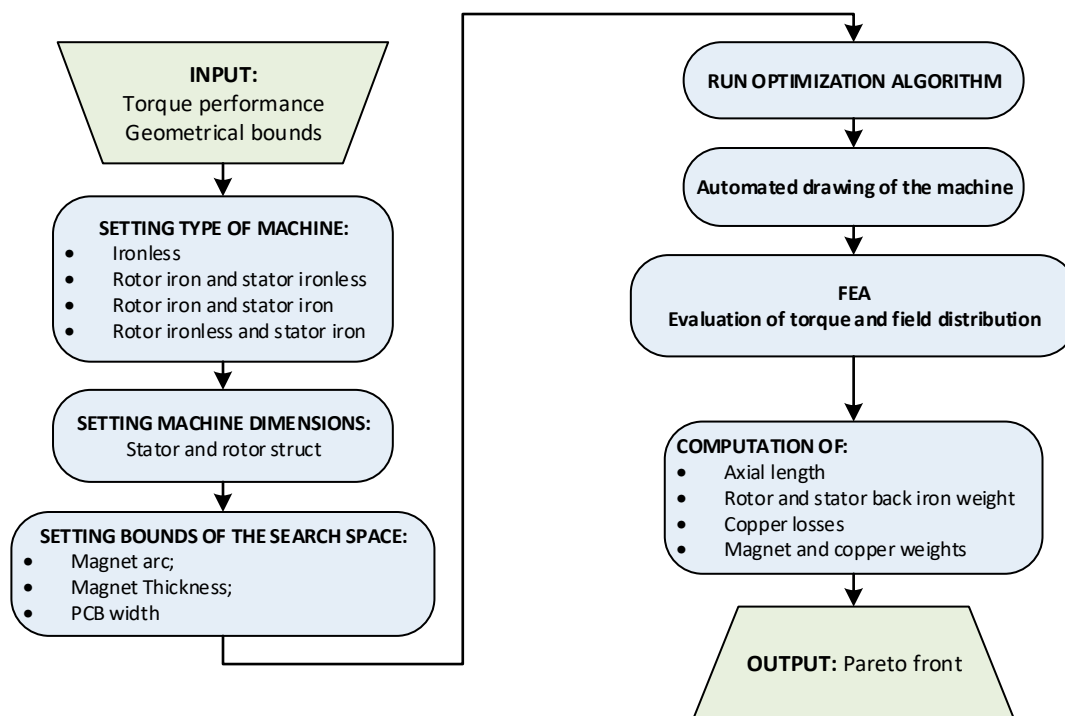 INPUT:
Torque performance
Geometrical bounds
SETTING TYPE OF MACHINE:
• Ironless
• Rotor iron and stator ironless
• Rotor iron and stator iron
• Rotor ironless and stator iron
SETTING MACHINE DIMENSIONS:
Stator and rotor struct
SETTING BOUNDS OF THE SEARCH SPACE:
• Magnet arc;
• Magnet Thickness;
• PCB width
RUN OPTIMIZATION ALGORITHM
Automated drawing of the machine
FEA
Evaluation of torque and field distribution
COMPUTATION OF:
• Axial length
• Rotor and stator back iron weight
• Copper losses
• Magnet and copper weights
OUTPUT: Pareto front